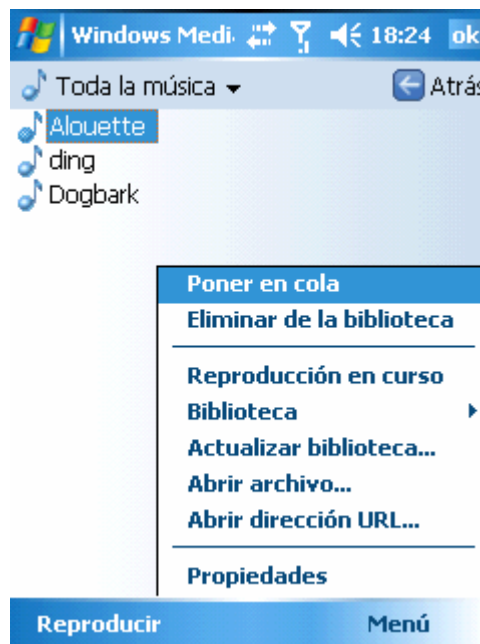 Windows Medi. 18:24 ok
Toda la música Atrás
Alouette
ding
Dogbark
Poner en cola
Eliminar de la biblioteca
Reproducción en curso
Biblioteca
Actualizar biblioteca...
Abrir archivo...
Abrir dirección URL...
Propiedades
Reproducir Menú